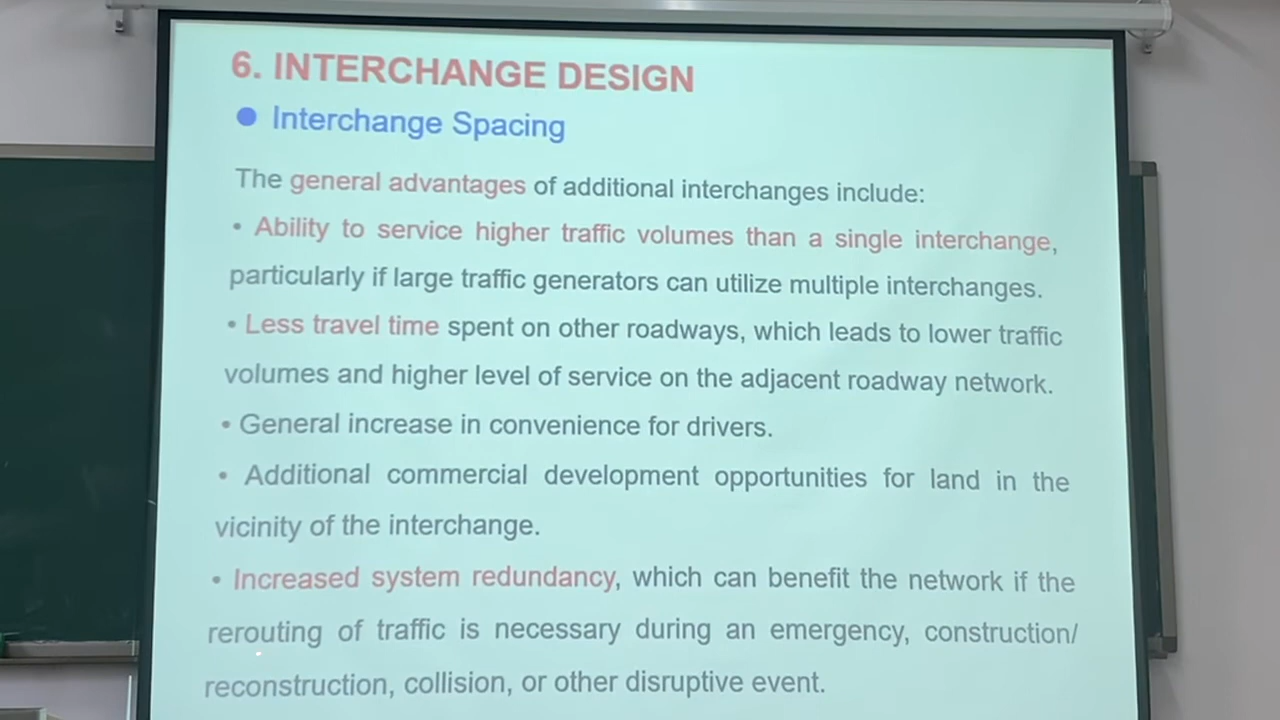 6. INTERCHANGE DESIGN
● Interchange Spacing
The general advantages of additional interchanges include:
• Ability to service higher traffic volumes than a single interchange,
particularly if large traffic generators can utilize multiple interchanges.
• Less travel time spent on other roadways, which leads to lower traffic
volumes and higher level of service on the adjacent roadway network.
• General increase in convenience for drivers.
• Additional commercial development opportunities for land in the
vicinity of the interchange.
• Increased system redundancy, which can benefit the network if the
rerouting of traffic is necessary during an emergency, construction/
reconstruction, collision, or other disruptive event.